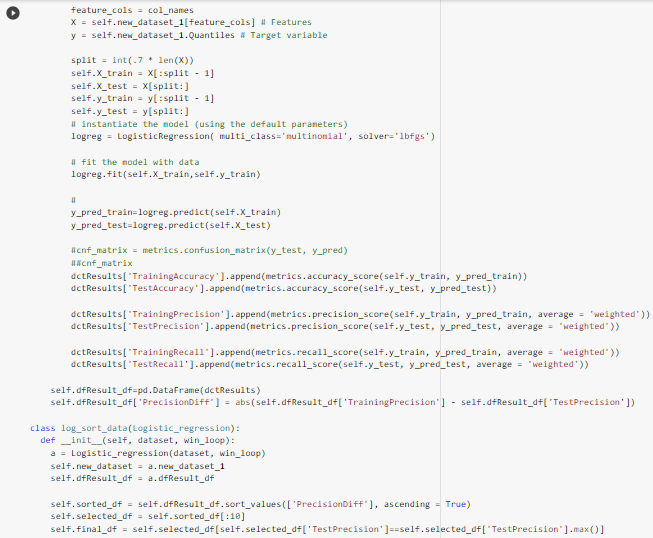 feature_cols = col_names
X = self.new_dataset_1[feature_cols] # Features
y = self.new_dataset_1.Quantiles # Target variable
split = int(.7 * len(X))
self.X_train = X[:split - 1]
self.X_test = X[split:]
self.y_train = y[:split - 1]
self.y_test = y[split:]
# instantiate the model (using the default parameters)
logreg = LogisticRegression( multi_class='multinomial', solver='lbfgs')
# fit the model with data
logreg.fit(self.X_train,self.y_train)
#
y_pred_train=logreg.predict(self.X_train)
y_pred_test=logreg.predict(self.X_test)
#cnf_matrix = metrics.confusion_matrix(y_test, y_pred)
##cnf_matrix
dctResults['TrainingAccuracy'].append(metrics.accuracy_score(self.y_train, y_pred_train))
dctResults['TestAccuracy'].append(metrics.accuracy_score(self.y_test, y_pred_test))
dctResults['TrainingPrecision'].append(metrics.precision_score(self.y_train, y_pred_train, average = 'weighted'))
dctResults['TestPrecision'].append(metrics.precision_score(self.y_test, y_pred_test, average = 'weighted'))
dctResults['TrainingRecall'].append(metrics.recall_score(self.y_train, y_pred_train, average = 'weighted'))
dctResults['TestRecall'].append(metrics.recall_score(self.y_test, y_pred_test, average = 'weighted'))
self.dfResult_df=pd.DataFrame(dctResults)
self.dfResult_df['PrecisionDiff'] = abs(self.dfResult_df['TrainingPrecision'] - self.dfResult_df['TestPrecision'])
class log_sort_data(Logistic_regression):
def __init__(self, dataset, win_loop):
a = Logistic_regression(dataset, win_loop)
self.new_dataset = a.new_dataset_1
self.dfResult_df = a.dfResult_df
self.sorted_df = self.dfResult_df.sort_values(['PrecisionDiff'], ascending = True)
self.selected_df = self.sorted_df[:10]
self.final_df = self.selected_df[self.selected_df['TestPrecision']==self.selected_df['TestPrecision'].max()]